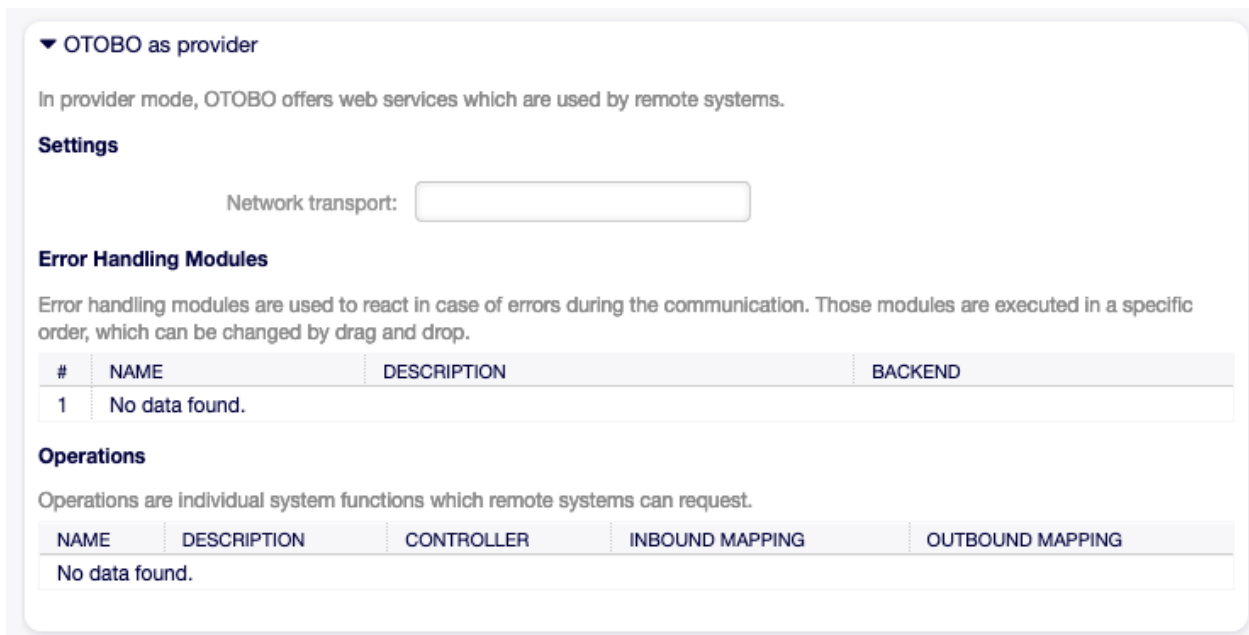 OTOBO as provider
In provider mode, OTOBO offers web services which are used by remote systems.
Settings
Network transport:
Error Handling Modules
Error handling modules are used to react in case of errors during the communication. Those modules are executed in a specific
order, which can be changed by drag and drop.
# NAME DESCRIPTION BACKEND
1 No data found.
Operations
Operations are individual system functions which remote systems can request.
NAME DESCRIPTION CONTROLLER INBOUND MAPPING OUTBOUND MAPPING
No data found.